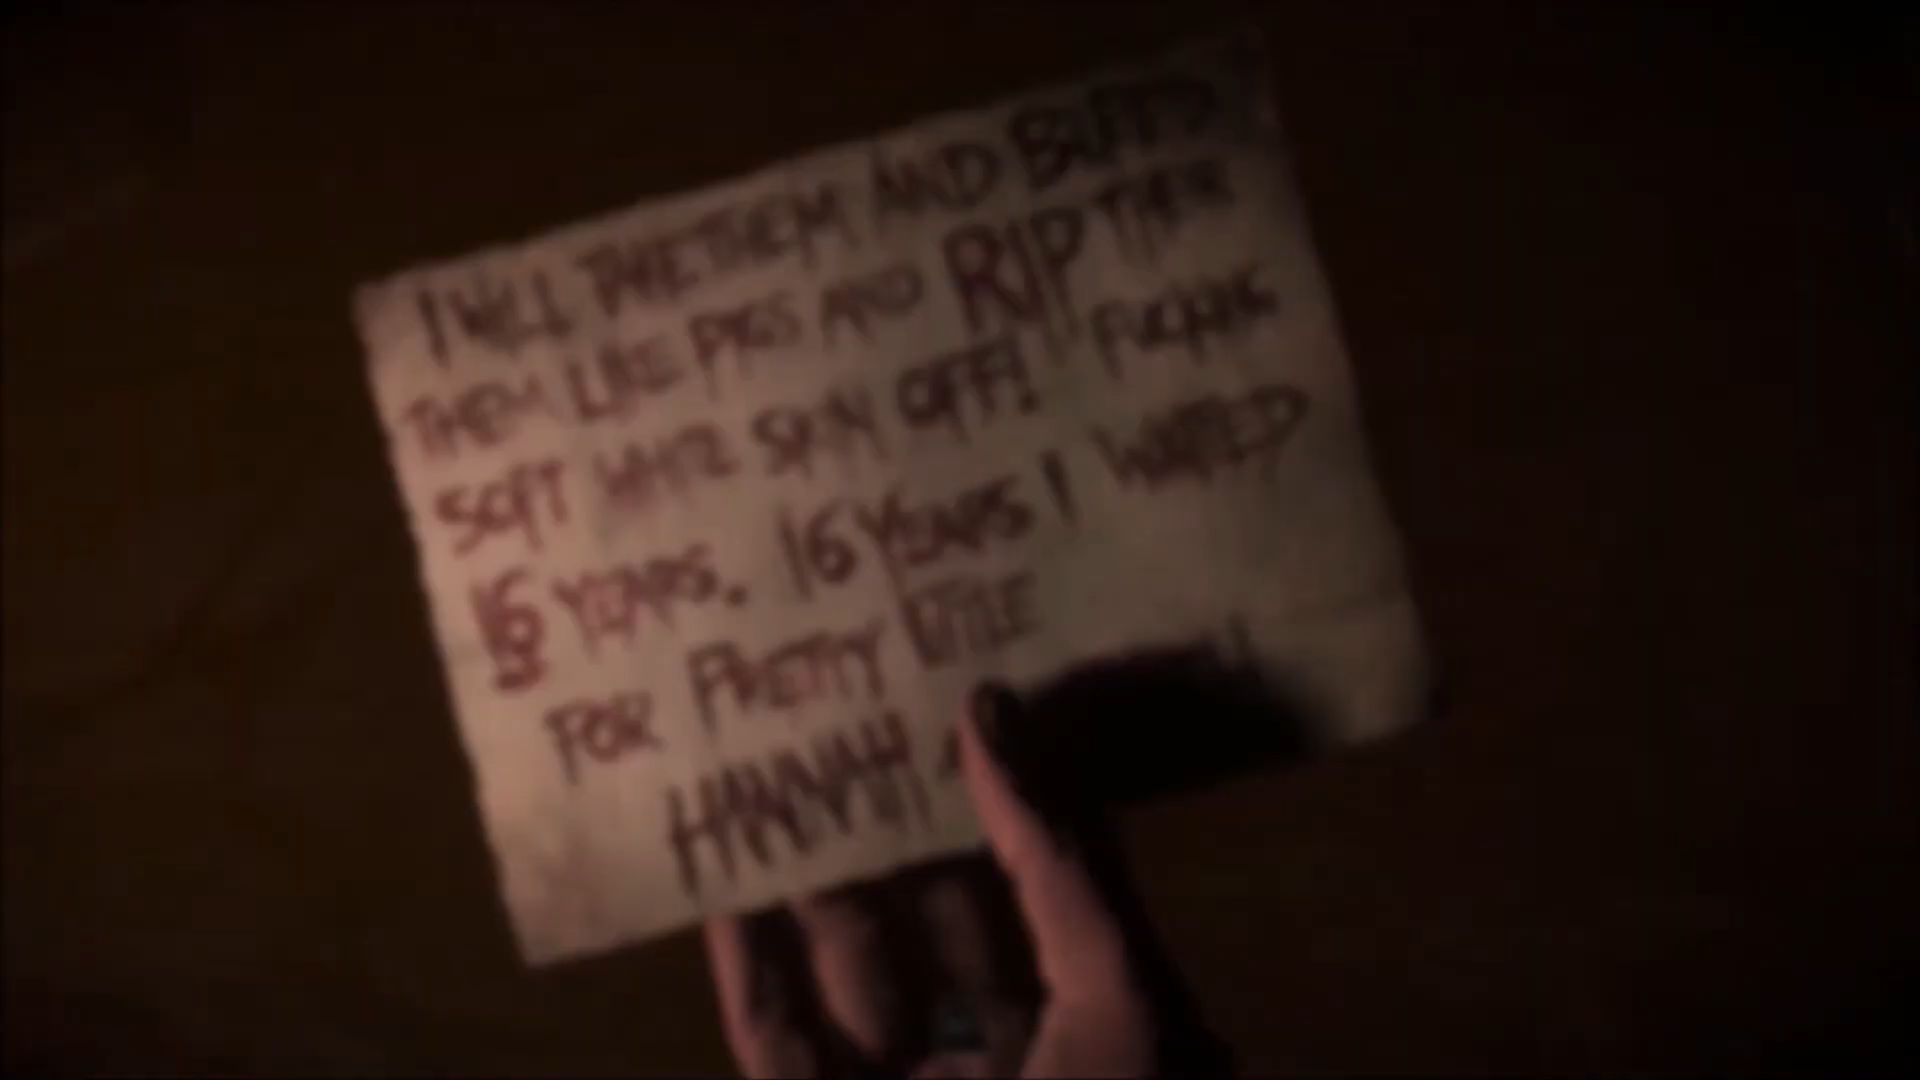 I WILL TAKE THEM AND
THEM LIKE PIGS AND RIP THEIR
SOFT WHITE SKIN OFF! FUCKING
16 YEARS. 16 YEARS I WAITED
FOR PRETTY LITTLE
HANNAH